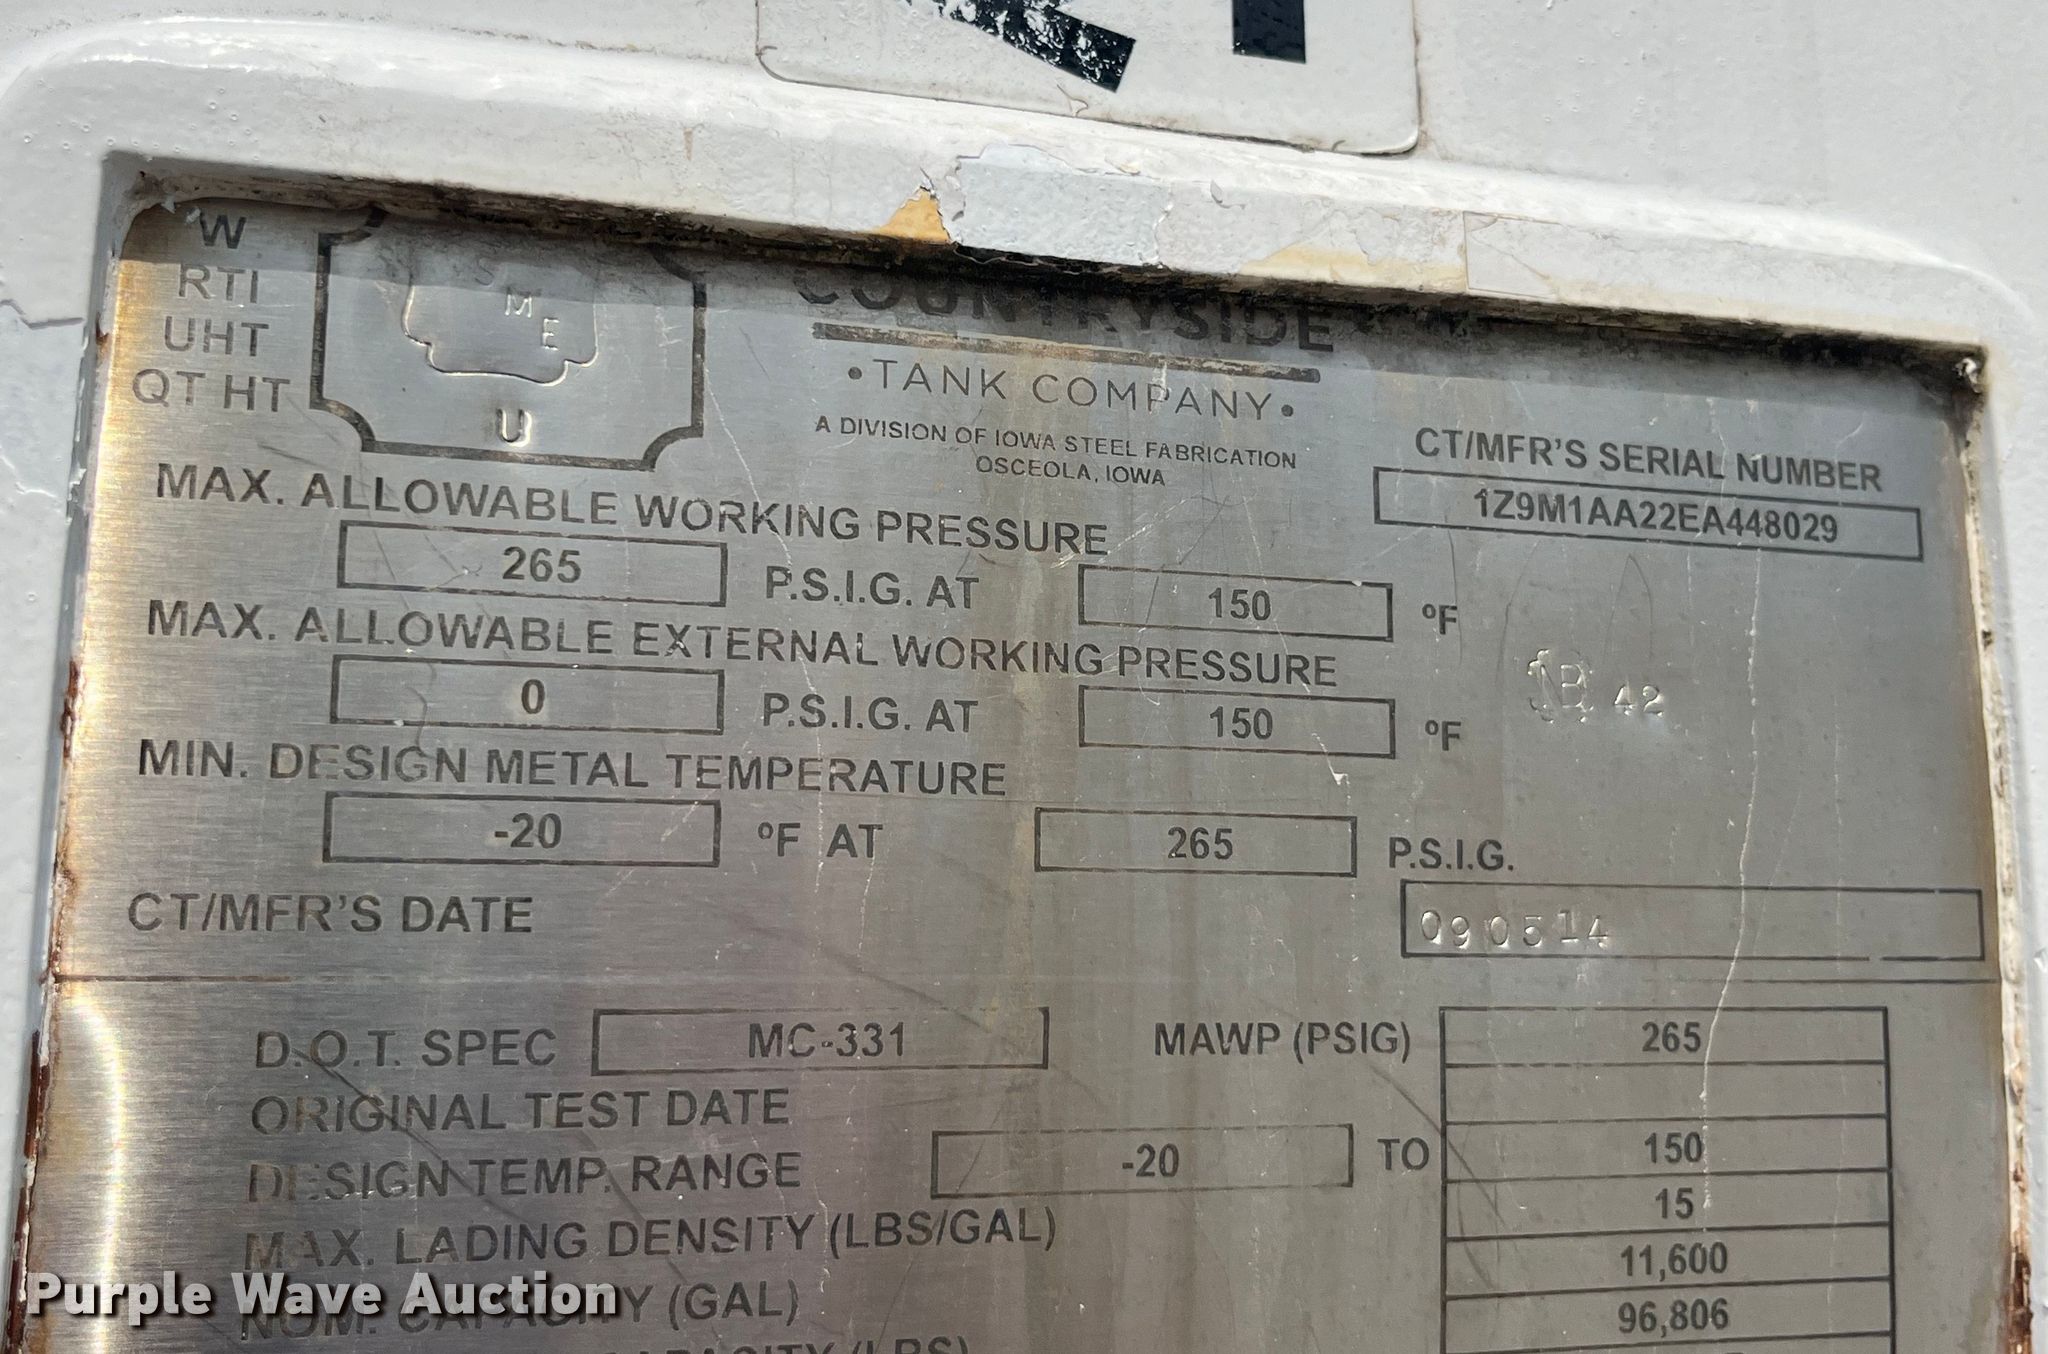 W
RTI
UHT
QT HT
S
M
E
U
COUNTRYSIDE
•TANK COMPANY•
A DIVISION OF IOWA STEEL FABRICATION
OSCEOLA, IOWA
CT/MFR'S SERIAL NUMBER
1Z9M1AA22EA448029
MAX. ALLOWABLE WORKING PRESSURE
265 P.S.I.G. AT 150 ºF
MAX. ALLOWABLE EXTERNAL WORKING PRESSURE
0 P.S.I.G. AT 150 ºF
NB 42
MIN. DESIGN METAL TEMPERATURE
-20 ºF AT 265 P.S.I.G.
CT/MFR'S DATE 090514
D.O.T. SPEC MC-331 MAWP (PSIG) 265
ORIGINAL TEST DATE
DESIGN TEMP. RANGE -20 TO 150
MAX. LADING DENSITY (LBS/GAL) 15
NOM. CAPACITY (GAL) 11,600
CAPACITY (LBS) 96,806
Purple Wave Auction